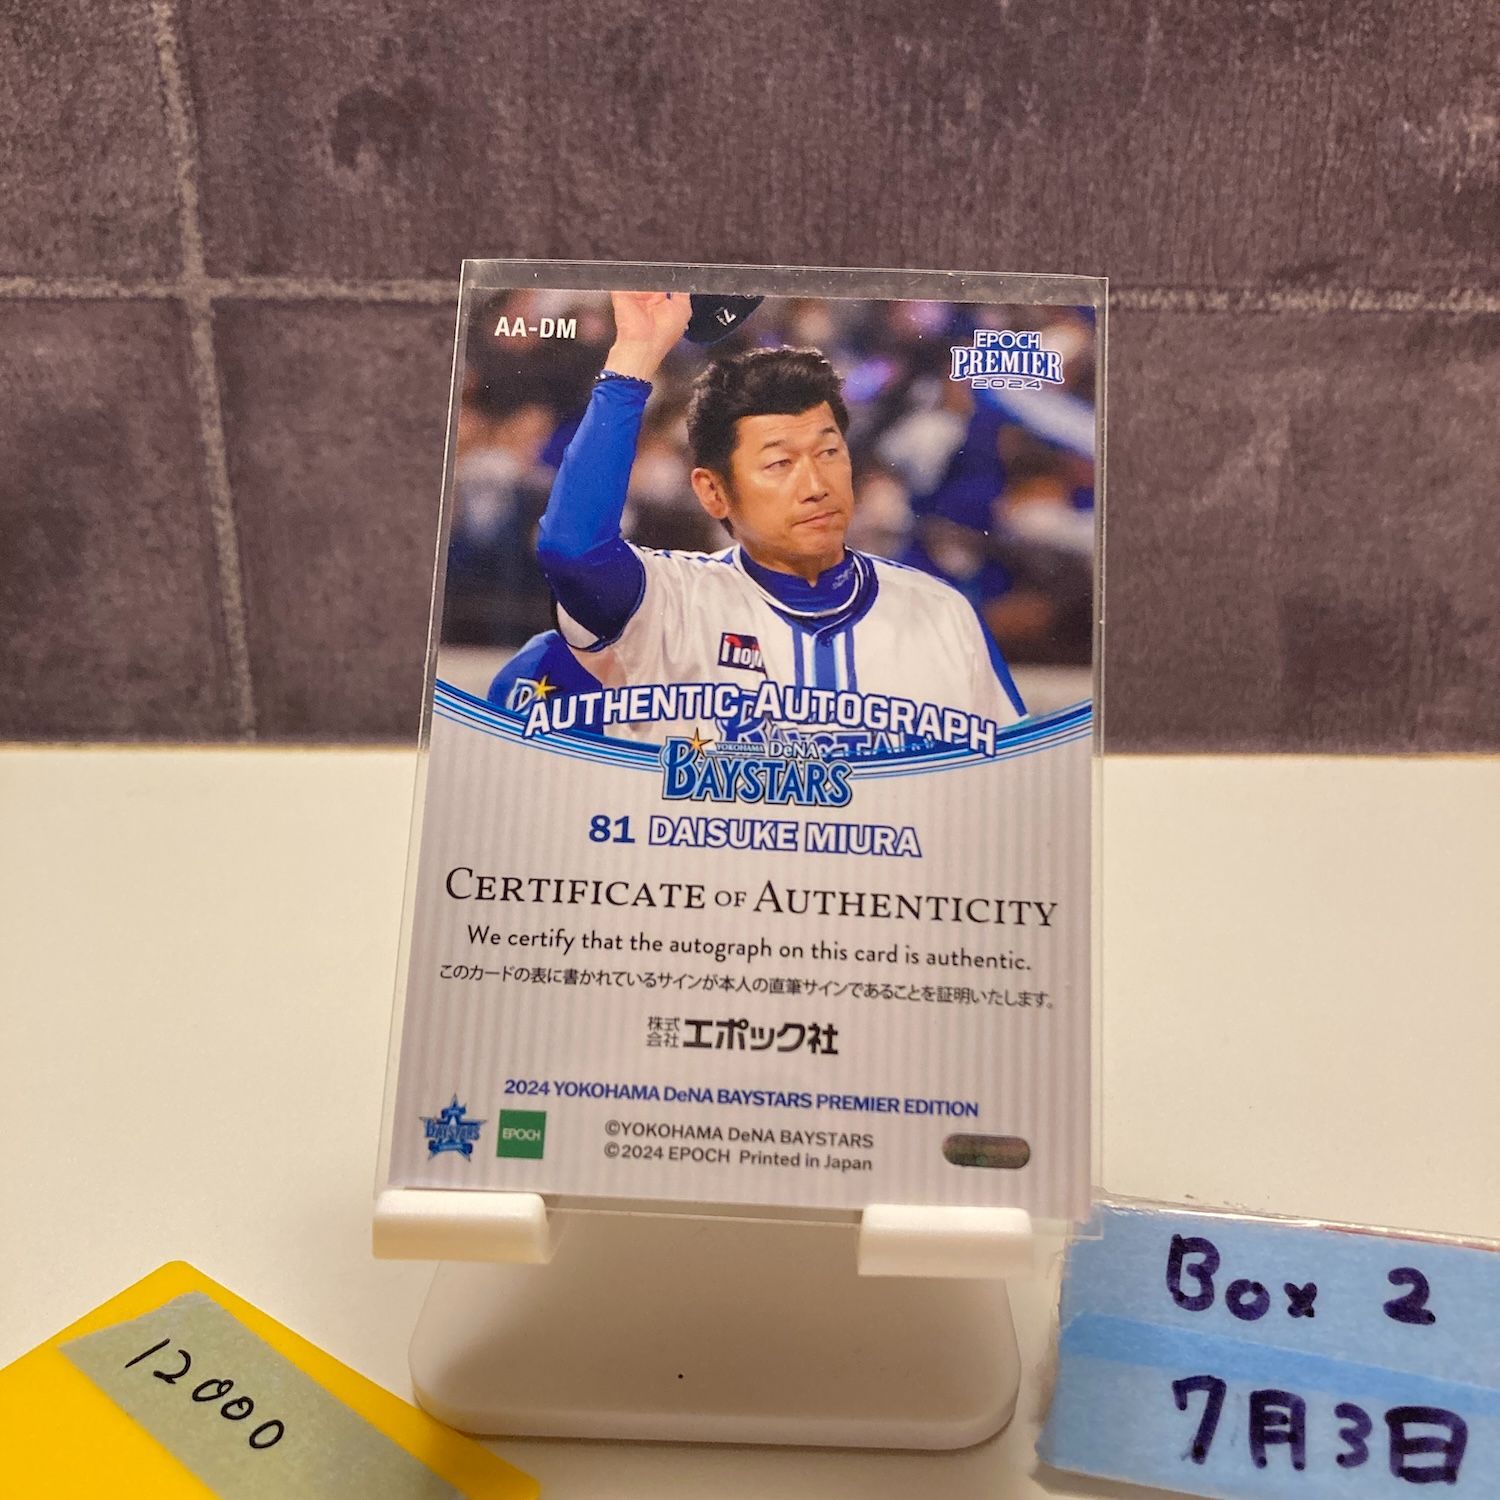 AA-DM
EPOCH
PREMIER
2024
AUTHENTIC AUTOGRAPH
YOKOHAMA DeNA
BAYSTARS
81 DAISUKE MIURA
CERTIFICATE OF AUTHENTICITY
We certify that the autograph on this card is authentic.
このカードの表に書かれているサインが本人の直筆サインであることを証明いたします。
株式会社 エポック社
2024 YOKOHAMA DeNA BAYSTARS PREMIER EDITION
BAYSTARS
EPOCH
©YOKOHAMA DeNA BAYSTARS
©2024 EPOCH Printed in Japan
12000
Box 2
7月3日